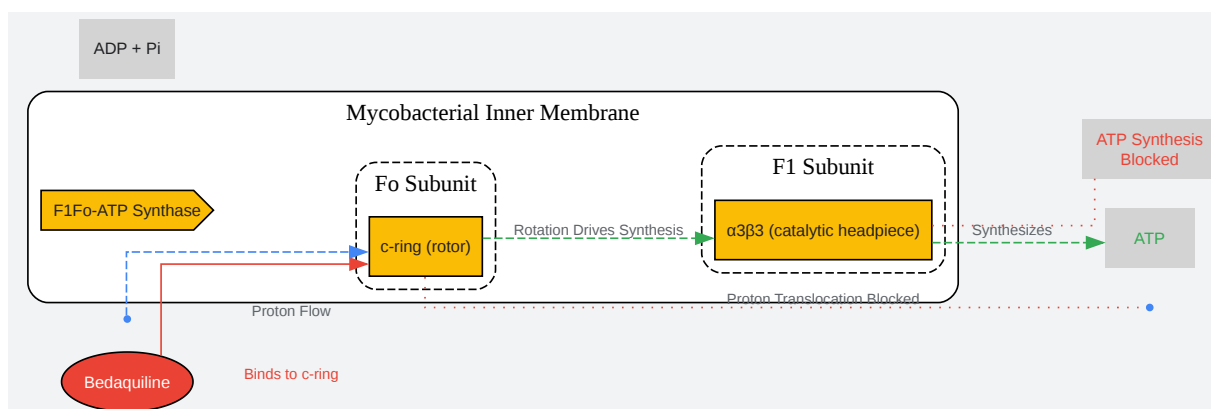 ADP + Pi
Mycobacterial Inner Membrane
ATP Synthesis
Blocked
Fo Subunit
F1 Subunit
F1Fo-ATP Synthase
c-ring (rotor)
Rotation Drives Synthesis
α3β3 (catalytic headpiece)
Synthesizes
ATP
Proton Flow
Proton Translocation Blocked
Bedaquiline
Binds to c-ring